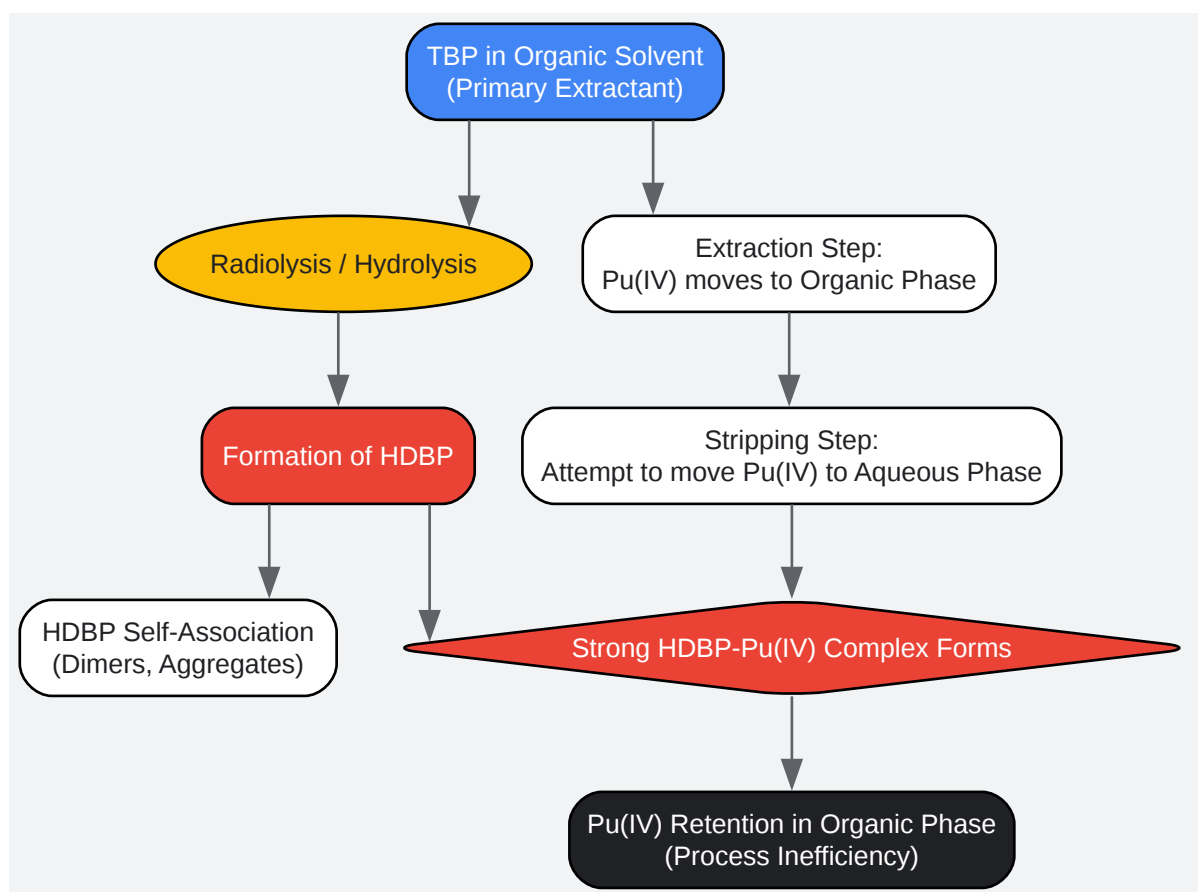 TBP in Organic Solvent
(Primary Extractant)
Radiolysis / Hydrolysis
Extraction Step:
Pu(IV) moves to Organic Phase
Formation of HDBP
Stripping Step:
Attempt to move Pu(IV) to Aqueous Phase
HDBP Self-Association
(Dimers, Aggregates)
Strong HDBP-Pu(IV) Complex Forms
Pu(IV) Retention in Organic Phase
(Process Inefficiency)